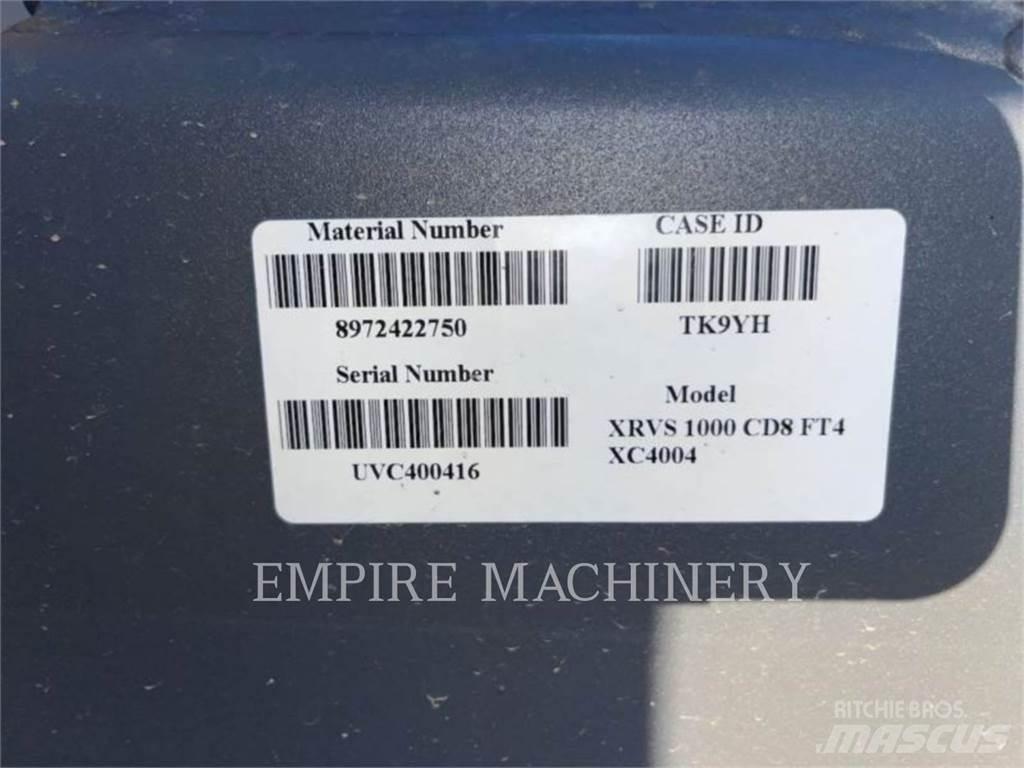 Material Number
8972422750
Serial Number
UVC400416
CASE ID
TK9YH
Model
XRVS 1000 CD8 FT4
XC4004
EMPIRE MACHINERY
RITCHIE BROS.
MASCUS